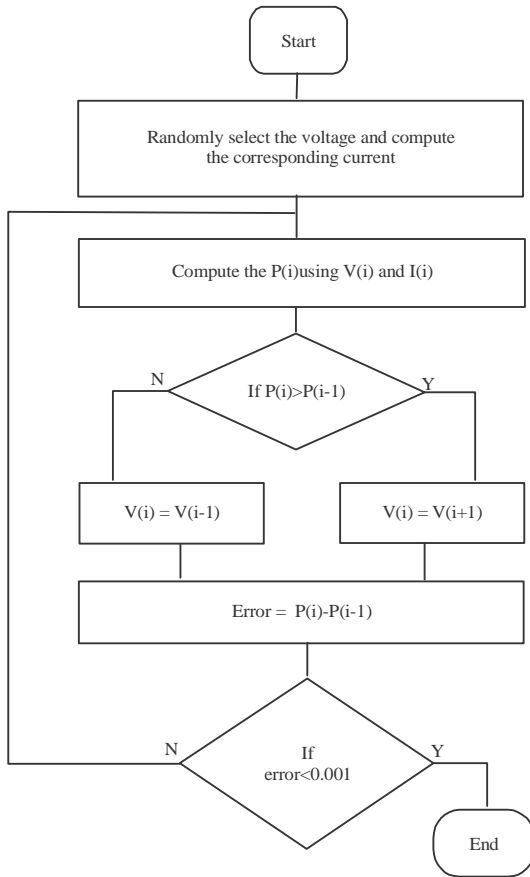 Start
Randomly select the voltage and compute
the corresponding current
Compute the P(i)using V(i) and I(i)
If P(i)>P(i-1)
N
Y
V(i) = V(i-1)
V(i) = V(i+1)
Error = P(i)-P(i-1)
If
error<0.001
N
Y
End